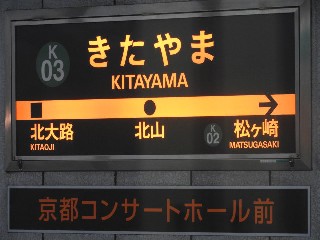 K
03
きたやま
KITAYAMA
北大路
KITAOJI
北山
K
02
松ヶ崎
MATSUGASAKI
京都コンサートホール前